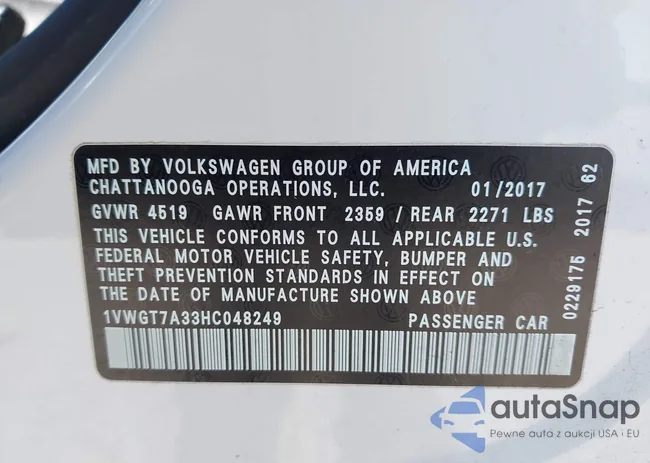 MFD BY VOLKSWAGEN GROUP OF AMERICA
CHATTANOOGA OPERATIONS, LLC. 01/2017
GVWR 4519 GAWR FRONT 2359 / REAR 2271 LBS
THIS VEHICLE CONFORMS TO ALL APPLICABLE U.S.
FEDERAL MOTOR VEHICLE SAFETY, BUMPER AND
THEFT PREVENTION STANDARDS IN EFFECT ON
THE DATE OF MANUFACTURE SHOWN ABOVE
1VWGT7A33HC048249 PASSENGER CAR
0229175 2017 62
autaSnap
Pewne auta z aukcji USA i EU